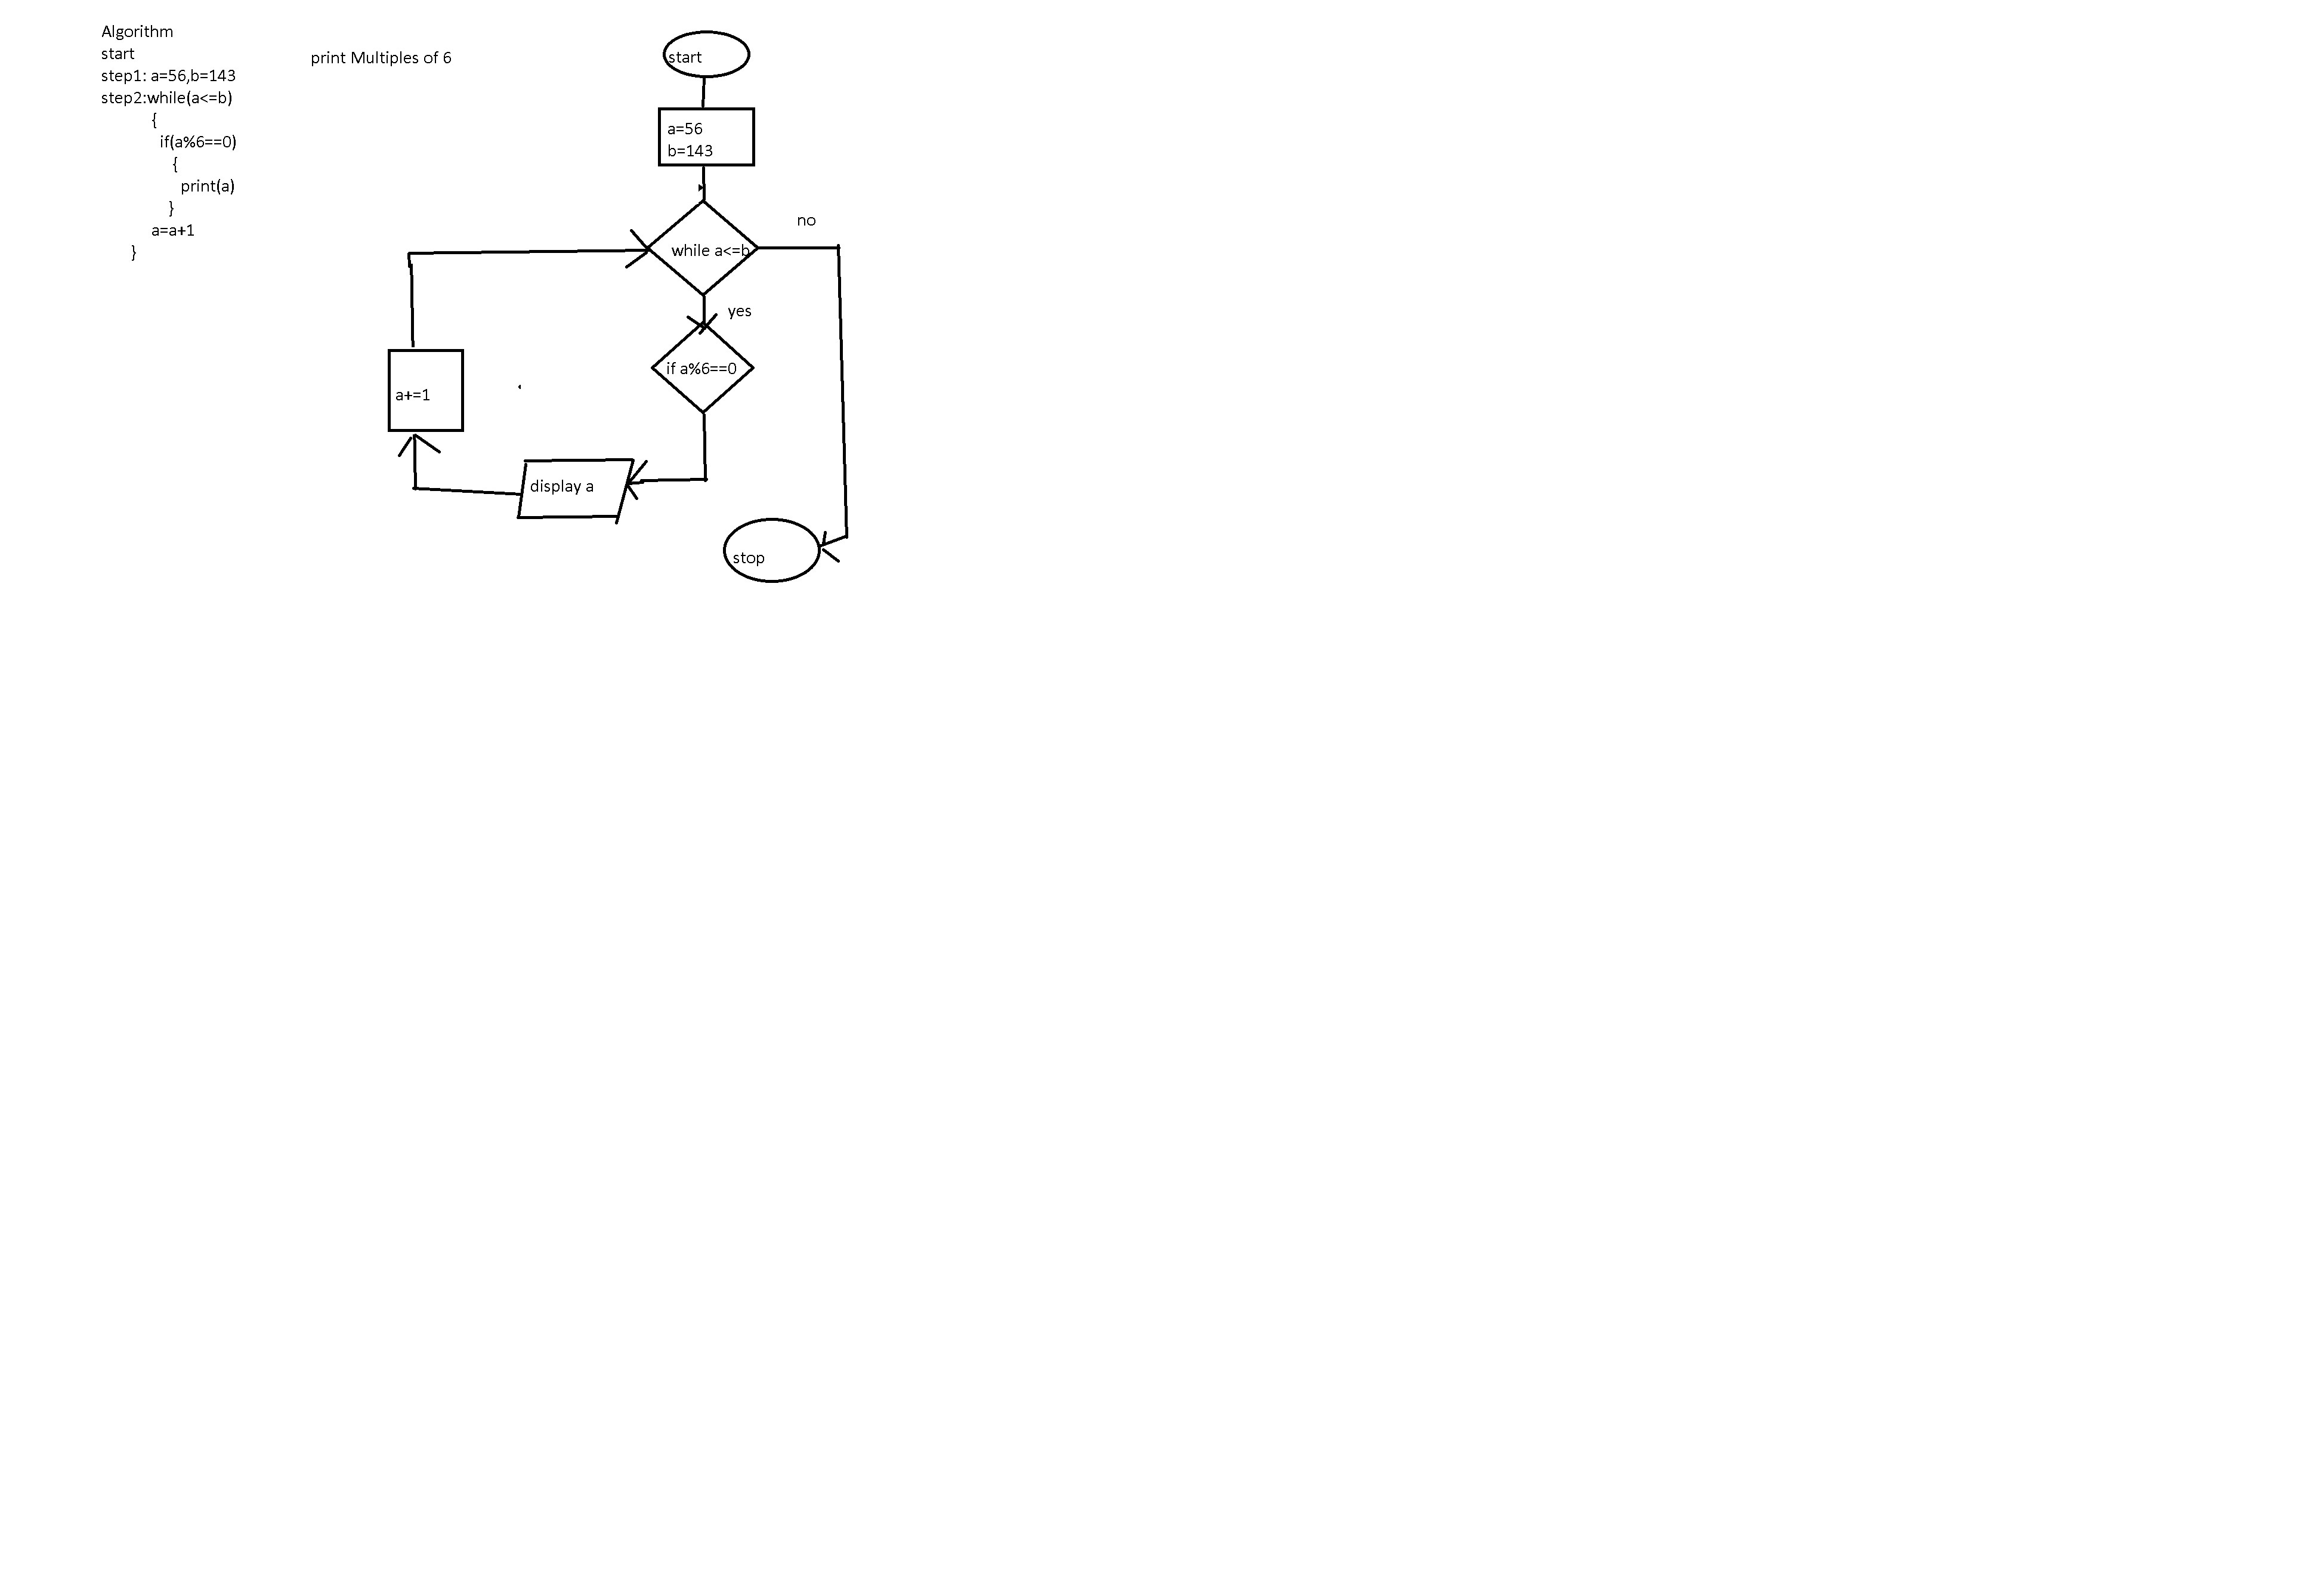 Algorithm
start
step1: a=56,b=143
step2:while(a<=b)
{
if(a%6==0)
{
print(a)
}
a=a+1
}
print Multiples of 6
start
a=56
b=143
while a<=b
no
yes
if a%6==0
a+=1
display a
stop